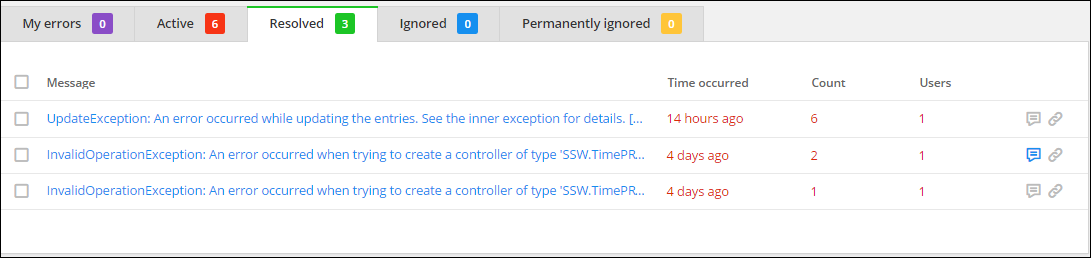 My errors 0 Active 6 Resolved 3 Ignored 0 Permanently ignored 0
Message Time occurred Count Users
UpdateException: An error occurred while updating the entries. See the inner exception for details. [... 14 hours ago 6 1
InvalidOperationException: An error occurred when trying to create a controller of type 'SSW.TimePR... 4 days ago 2 1
InvalidOperationException: An error occurred when trying to create a controller of type 'SSW.TimePR... 4 days ago 1 1